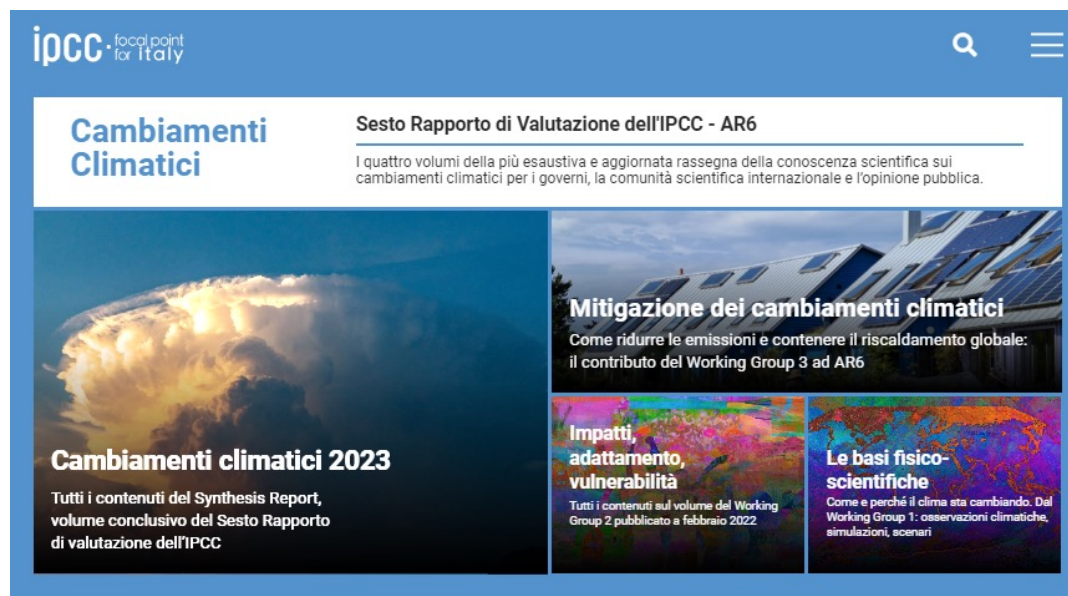 ipcc · focal point
for italy
Cambiamenti
Climatici
Sesto Rapporto di Valutazione dell'IPCC - AR6
I quattro volumi della più esaustiva e aggiornata rassegna della conoscenza scientifica sui
cambiamenti climatici per i governi, la comunità scientifica internazionale e l'opinione pubblica.
Cambiamenti climatici 2023
Tutti i contenuti del Synthesis Report,
volume conclusivo del Sesto Rapporto
di valutazione dell'IPCC
Mitigazione dei cambiamenti climatici
Come ridurre le emissioni e contenere il riscaldamento globale:
il contributo del Working Group 3 ad AR6
Impatti,
adattamento,
vulnerabilità
Tutti i contenuti sul volume del Working
Group 2 pubblicato a febbraio 2022
Le basi fisico-
scientifiche
Come e perché il clima sta cambiando. Dal
Working Group 1: osservazioni climatiche,
simulazioni, scenari